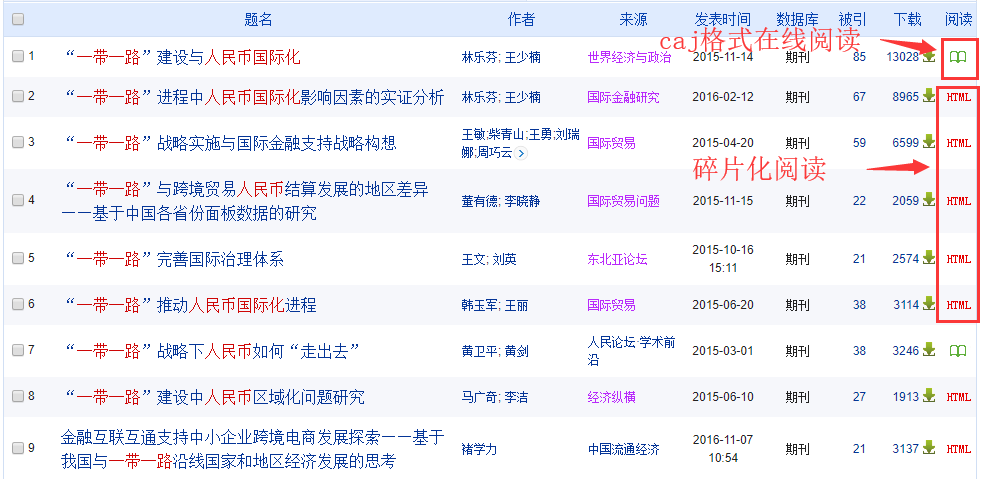 题名 作者 来源 发表时间 数据库 被引 下载 阅读
caj格式在线阅读
1 “一带一路”建设与人民币国际化 林乐芬; 王少楠 世界经济与政治 2015-11-14 期刊 85 13028
2 “一带一路”进程中人民币国际化影响因素的实证分析 林乐芬; 王少楠 国际金融研究 2016-02-12 期刊 67 8965 HTML
王敏;柴青山;王勇;刘瑞
3 “一带一路”战略实施与国际金融支持战略构想 国际贸易 2015-04-20 期刊 59 6599 HTML
娜;周巧云
碎片化阅读
“一带一路”与跨境贸易人民币结算发展的地区差异
4 董有德; 李晓静 国际贸易问题 2015-11-15 期刊 22 2059 HTML
——基于中国各省份面板数据的研究
2015-10-16
5 “一带一路”完善国际治理体系 王文; 刘英 东北亚论坛 期刊 21 2574 HTML
15:11
6 “一带一路”推动人民币国际化进程 韩玉军; 王丽 国际贸易 2015-06-20 期刊 38 3114 HTML
人民论坛·学术前
7 “一带一路”战略下人民币如何“走出去” 黄卫平; 黄剑 2015-03-01 期刊 38 3246
沿
8 “一带一路”建设中人民币区域化问题研究 马广奇; 李洁 经济纵横 2015-06-10 期刊 27 1913 HTML
金融互联互通支持中小企业跨境电商发展探索——基于 2016-11-07
9 褚学力 中国流通经济 期刊 21 3137 HTML
我国与一带一路沿线国家和地区经济发展的思考 10:54